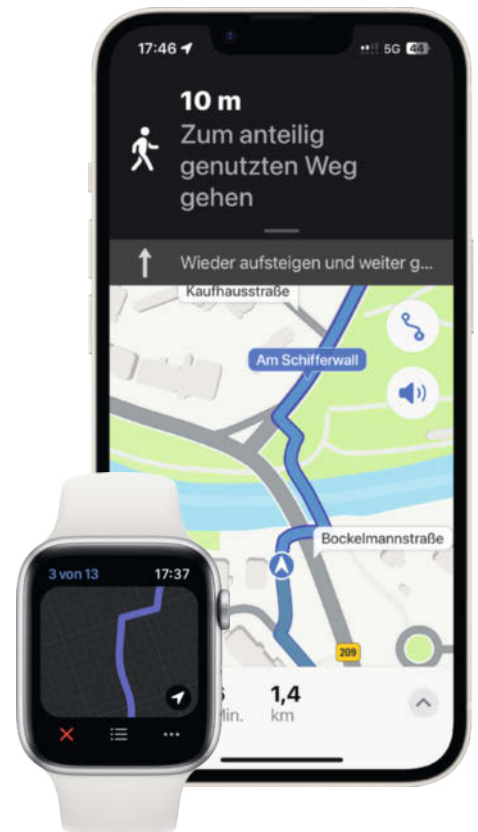 17:46
5G 44
10 m
Zum anteilig
genutzten Weg
gehen
Wieder aufsteigen und weiter g...
Kaufhausstraße
Am Schifferwall
Bockelmannstraße
209
3 von 13
17:37
1,4
km